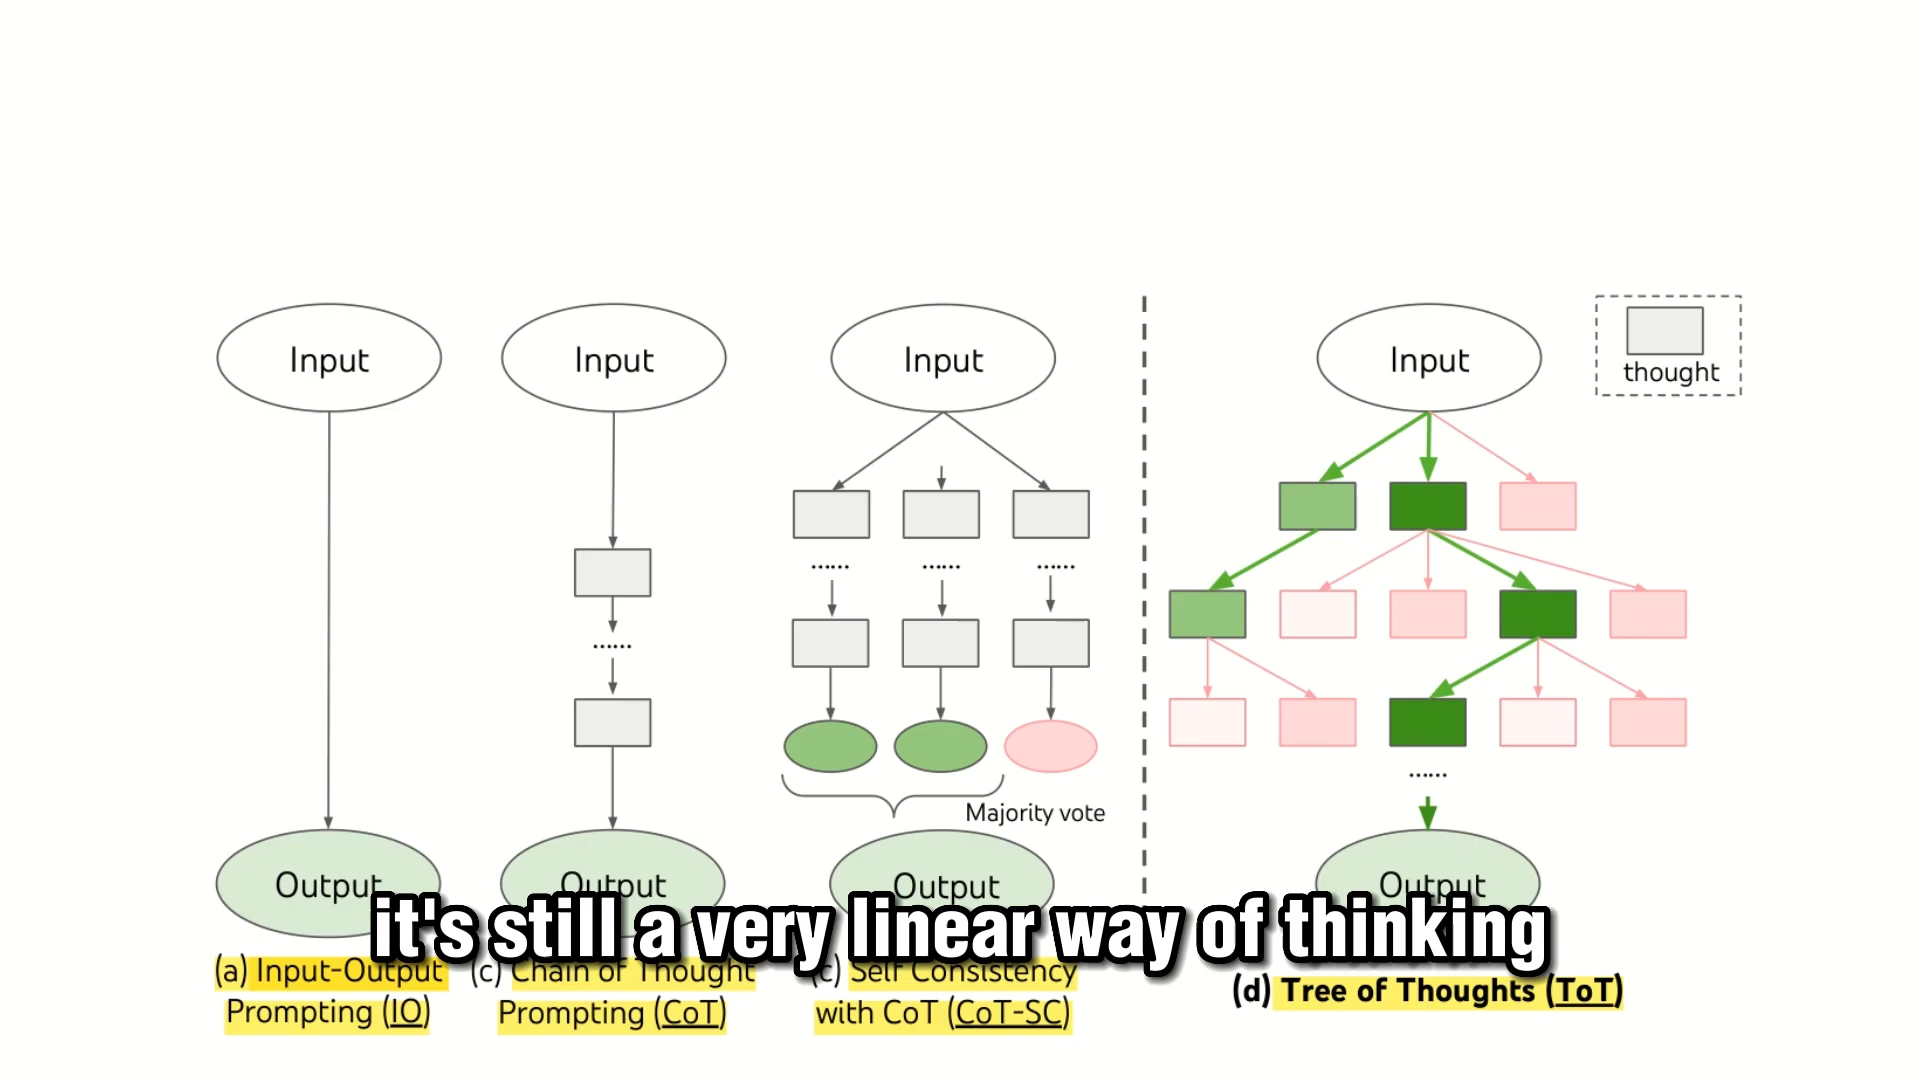 Input
Input
Input
Input
thought
......
......
......
......
Majority vote
......
Output
Output
Output
Output
it's still a very linear way of thinking
(a) Input-Output
Prompting (IO)
(c) Chain of Thought
Prompting (CoT)
(c) Self Consistency
with CoT (CoT-SC)
(d) Tree of Thoughts (ToT)